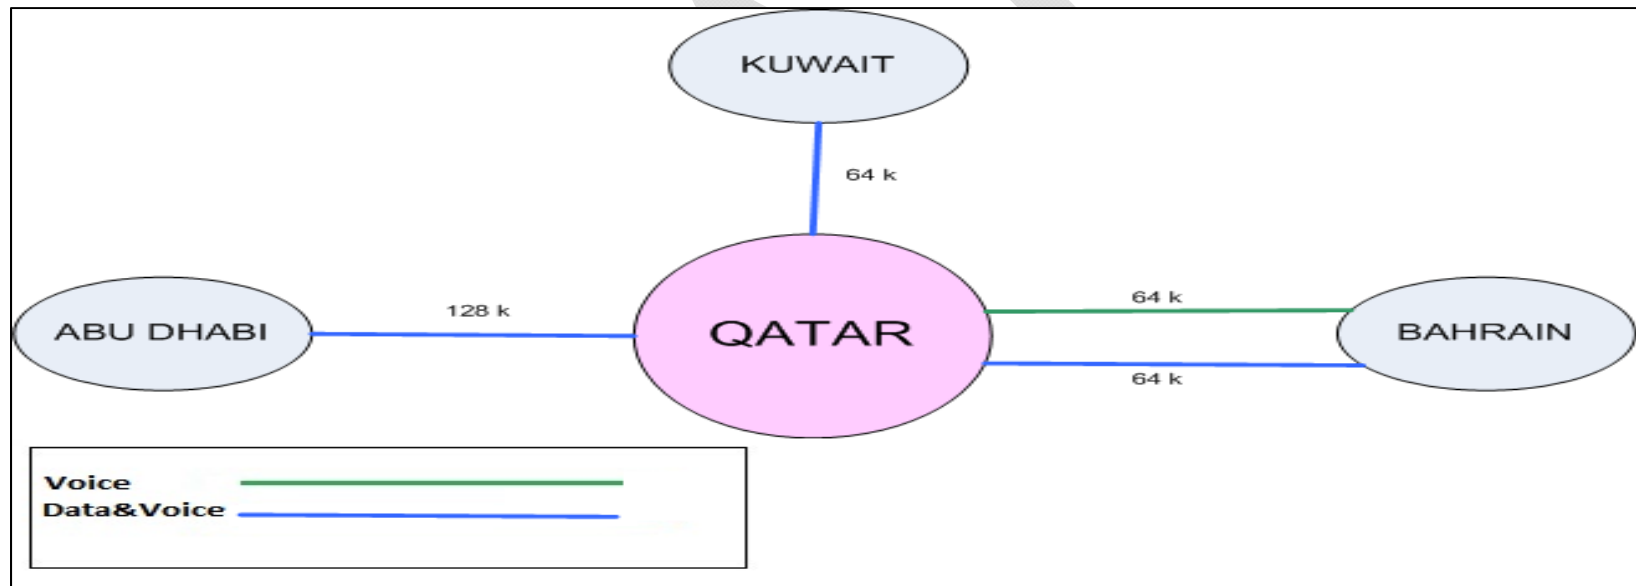 KUWAIT
64 k
128 k
64 k
ABU DHABI
QATAR
BAHRAIN
64 k
Voice
Data&Voice